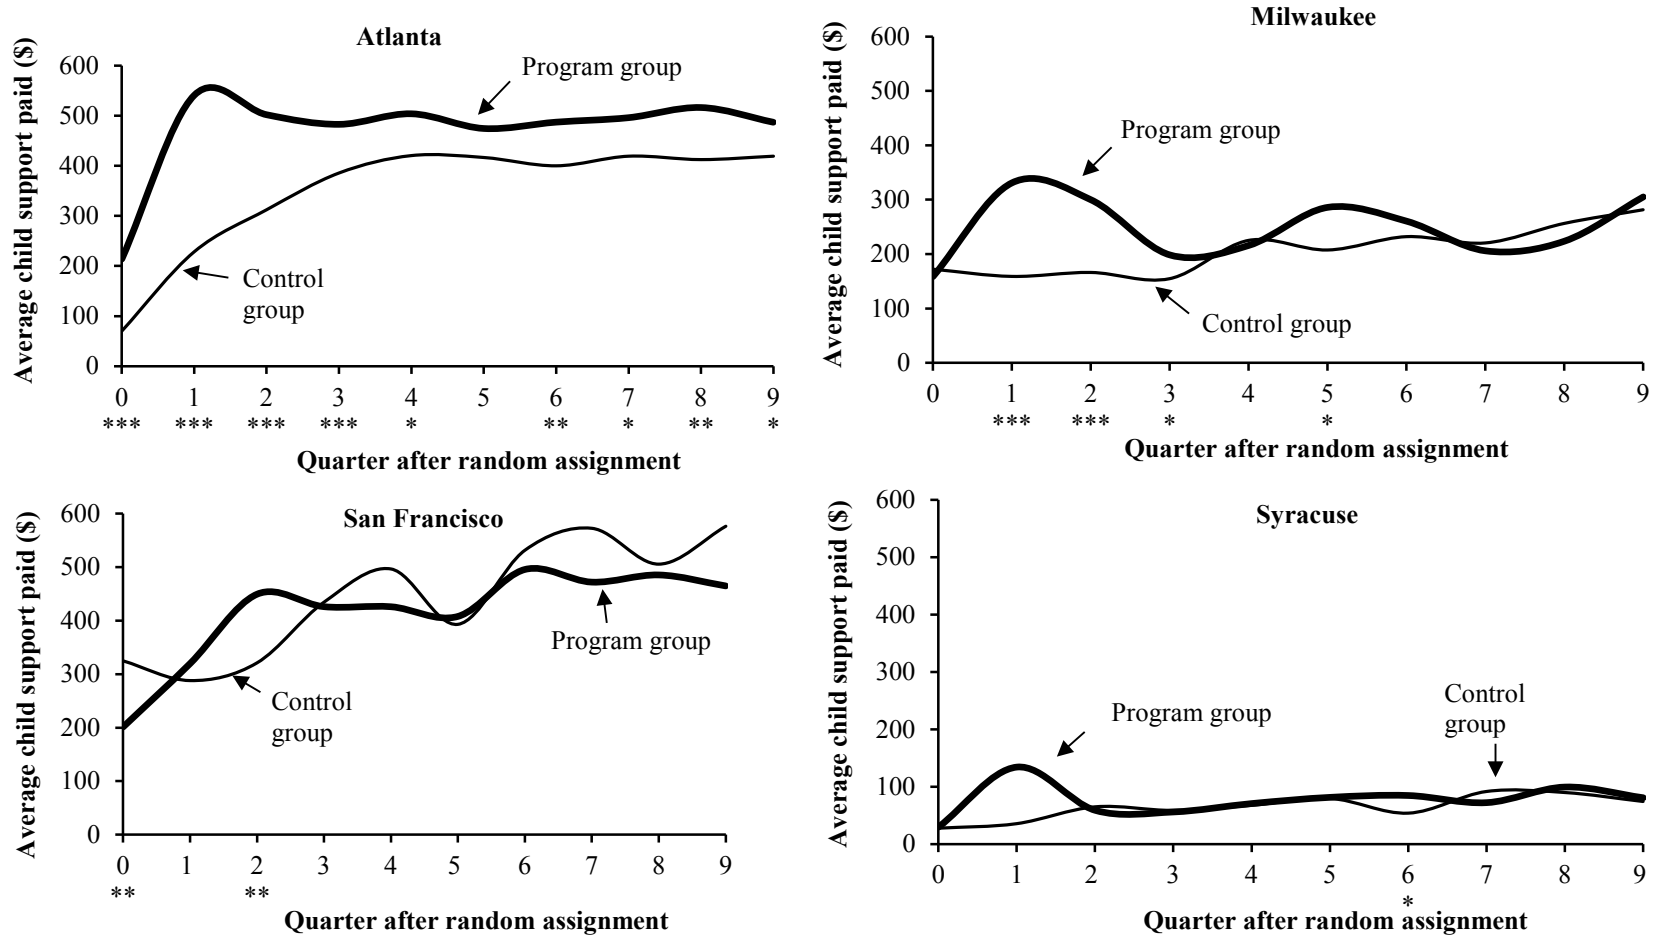 Atlanta
Average child support paid ($)
600
500
400
300
200
100
0
Program group
Control
group
0 1 2 3 4 5 6 7 8 9
*** *** *** *** * ** * ** *
Quarter after random assignment
Milwaukee
Average child support paid ($)
600
500
400
300
200
100
0
Program group
Control group
0 1 2 3 4 5 6 7 8 9
*** *** * *
Quarter after random assignment
San Francisco
Average child support paid ($)
600
500
400
300
200
100
0
Program group
Control
group
0 1 2 3 4 5 6 7 8 9
** **
Quarter after random assignment
Syracuse
Average child support paid ($)
600
500
400
300
200
100
0
Program group
Control
group
0 1 2 3 4 5 6 7 8 9
*
Quarter after random assignment